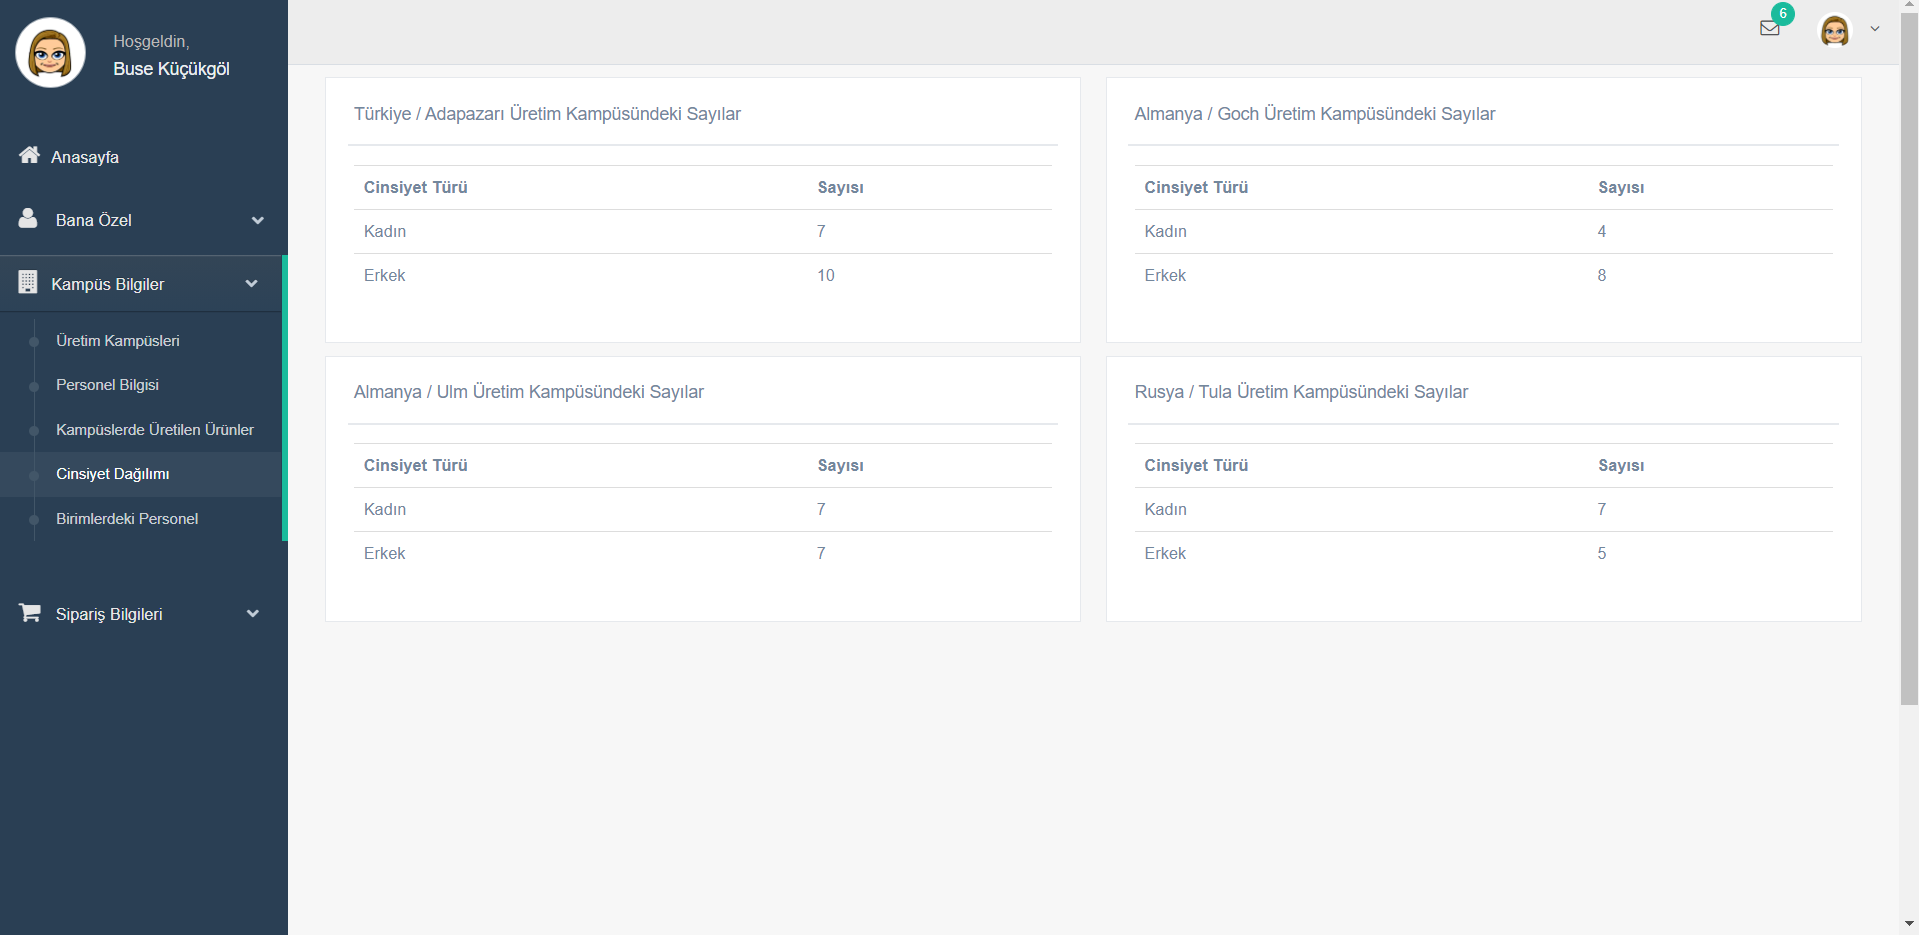 Hoşgeldin,
Buse Küçükgöl
Anasayfa
Bana Özel
Kampüs Bilgiler
Üretim Kampüsleri
Personel Bilgisi
Kampüslerde Üretilen Ürünler
Cinsiyet Dağılımı
Birimlerdeki Personel
Sipariş Bilgileri
6
Türkiye / Adapazarı Üretim Kampüsündeki Sayılar
Cinsiyet Türü Sayısı
Kadın 7
Erkek 10
Almanya / Goch Üretim Kampüsündeki Sayılar
Cinsiyet Türü Sayısı
Kadın 4
Erkek 8
Almanya / Ulm Üretim Kampüsündeki Sayılar
Cinsiyet Türü Sayısı
Kadın 7
Erkek 7
Rusya / Tula Üretim Kampüsündeki Sayılar
Cinsiyet Türü Sayısı
Kadın 7
Erkek 5